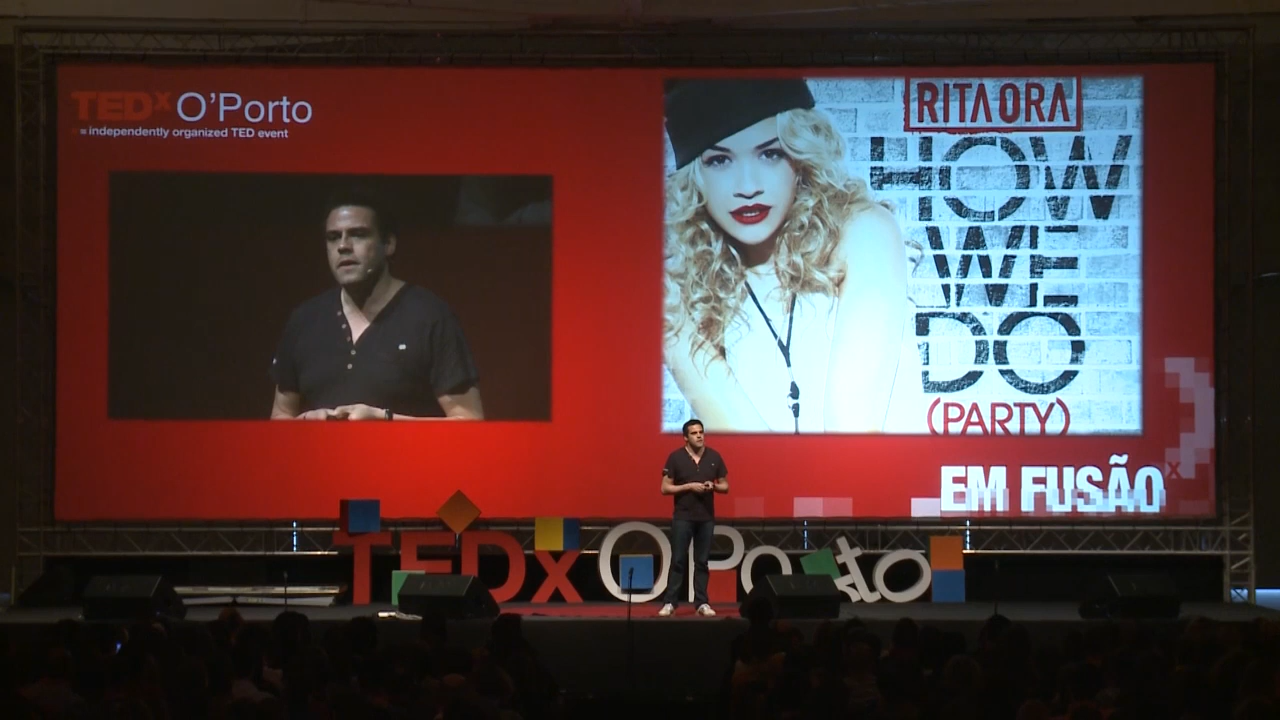 TEDx O'Porto
x = independently organized TED event
RITA ORA
HOW
WE
DO
(PARTY)
EM FUSÃO x
TEDx O'Porto